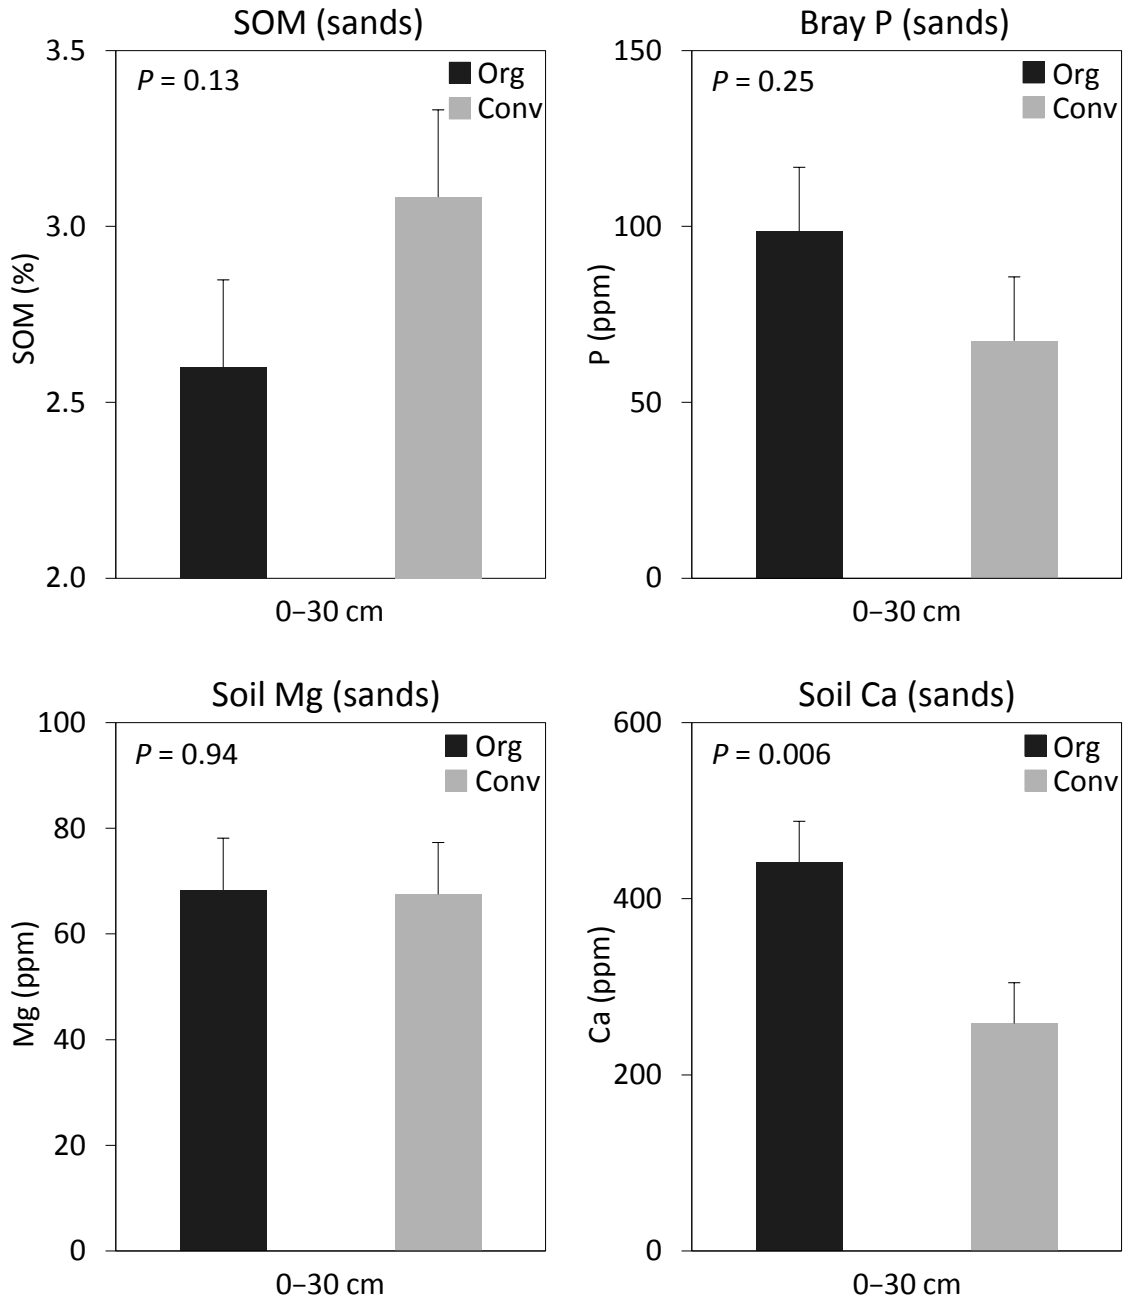 SOM (sands)
P = 0.13
Org
Conv
3.5
3.0
2.5
2.0
SOM (%)
0–30 cm
Bray P (sands)
P = 0.25
Org
Conv
150
100
50
0
P (ppm)
0–30 cm
Soil Mg (sands)
P = 0.94
Org
Conv
100
80
60
40
20
0
Mg (ppm)
0–30 cm
Soil Ca (sands)
P = 0.006
Org
Conv
600
400
200
0
Ca (ppm)
0–30 cm